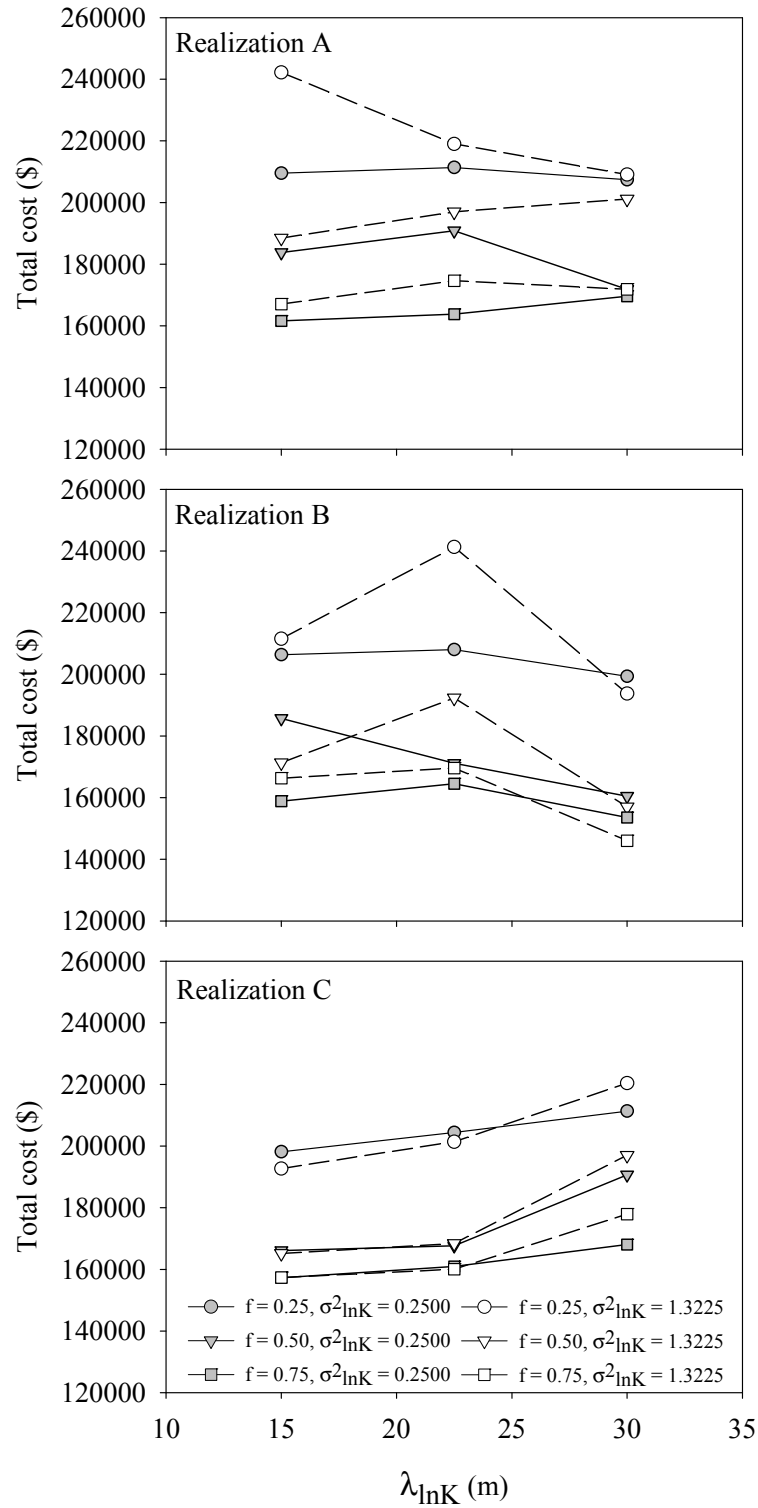 260000
Realization A
240000
220000
200000
180000
160000
140000
120000
Total cost ($)
260000
Realization B
240000
220000
200000
180000
160000
140000
120000
Total cost ($)
260000
Realization C
240000
220000
200000
180000
160000
140000
120000
Total cost ($)
f = 0.25, σ²lnK = 0.2500 f = 0.25, σ²lnK = 1.3225
f = 0.50, σ²lnK = 0.2500 f = 0.50, σ²lnK = 1.3225
f = 0.75, σ²lnK = 0.2500 f = 0.75, σ²lnK = 1.3225
10 15 20 25 30 35
λlnK (m)